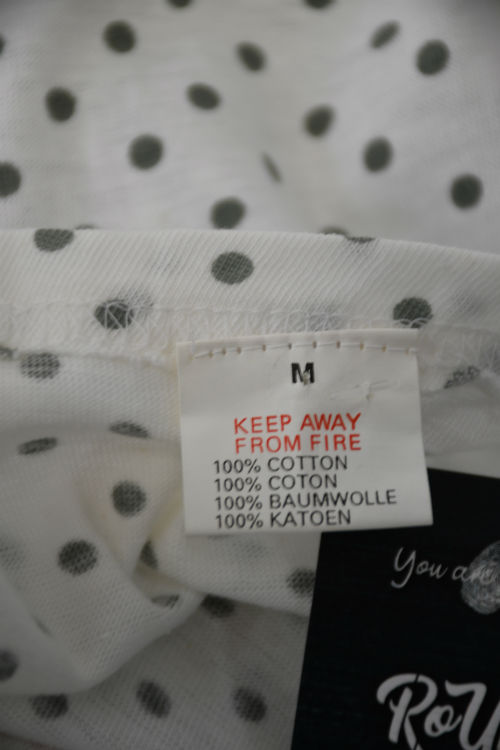 M
KEEP AWAY
FROM FIRE
100% COTTON
100% COTON
100% BAUMWOLLE
100% KATOEN
You are